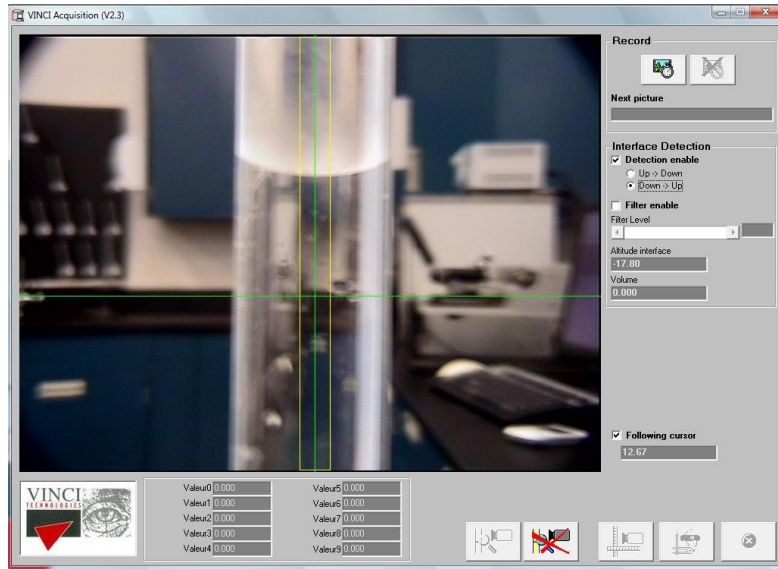 VINCI Acquisition (V2.3)
Record
Next picture
Interface Detection
Detection enable
Up -> Down
Down -> Up
Filter enable
Filter Level
Altitude interface
-17.80
Volume
0.000
Following cursor
12.67
VINCI
TECHNOLOGIES
Valeur0 0.000
Valeur1 0.000
Valeur2 0.000
Valeur3 0.000
Valeur4 0.000
Valeur5 0.000
Valeur6 0.000
Valeur7 0.000
Valeur8 0.000
Valeur9 0.000